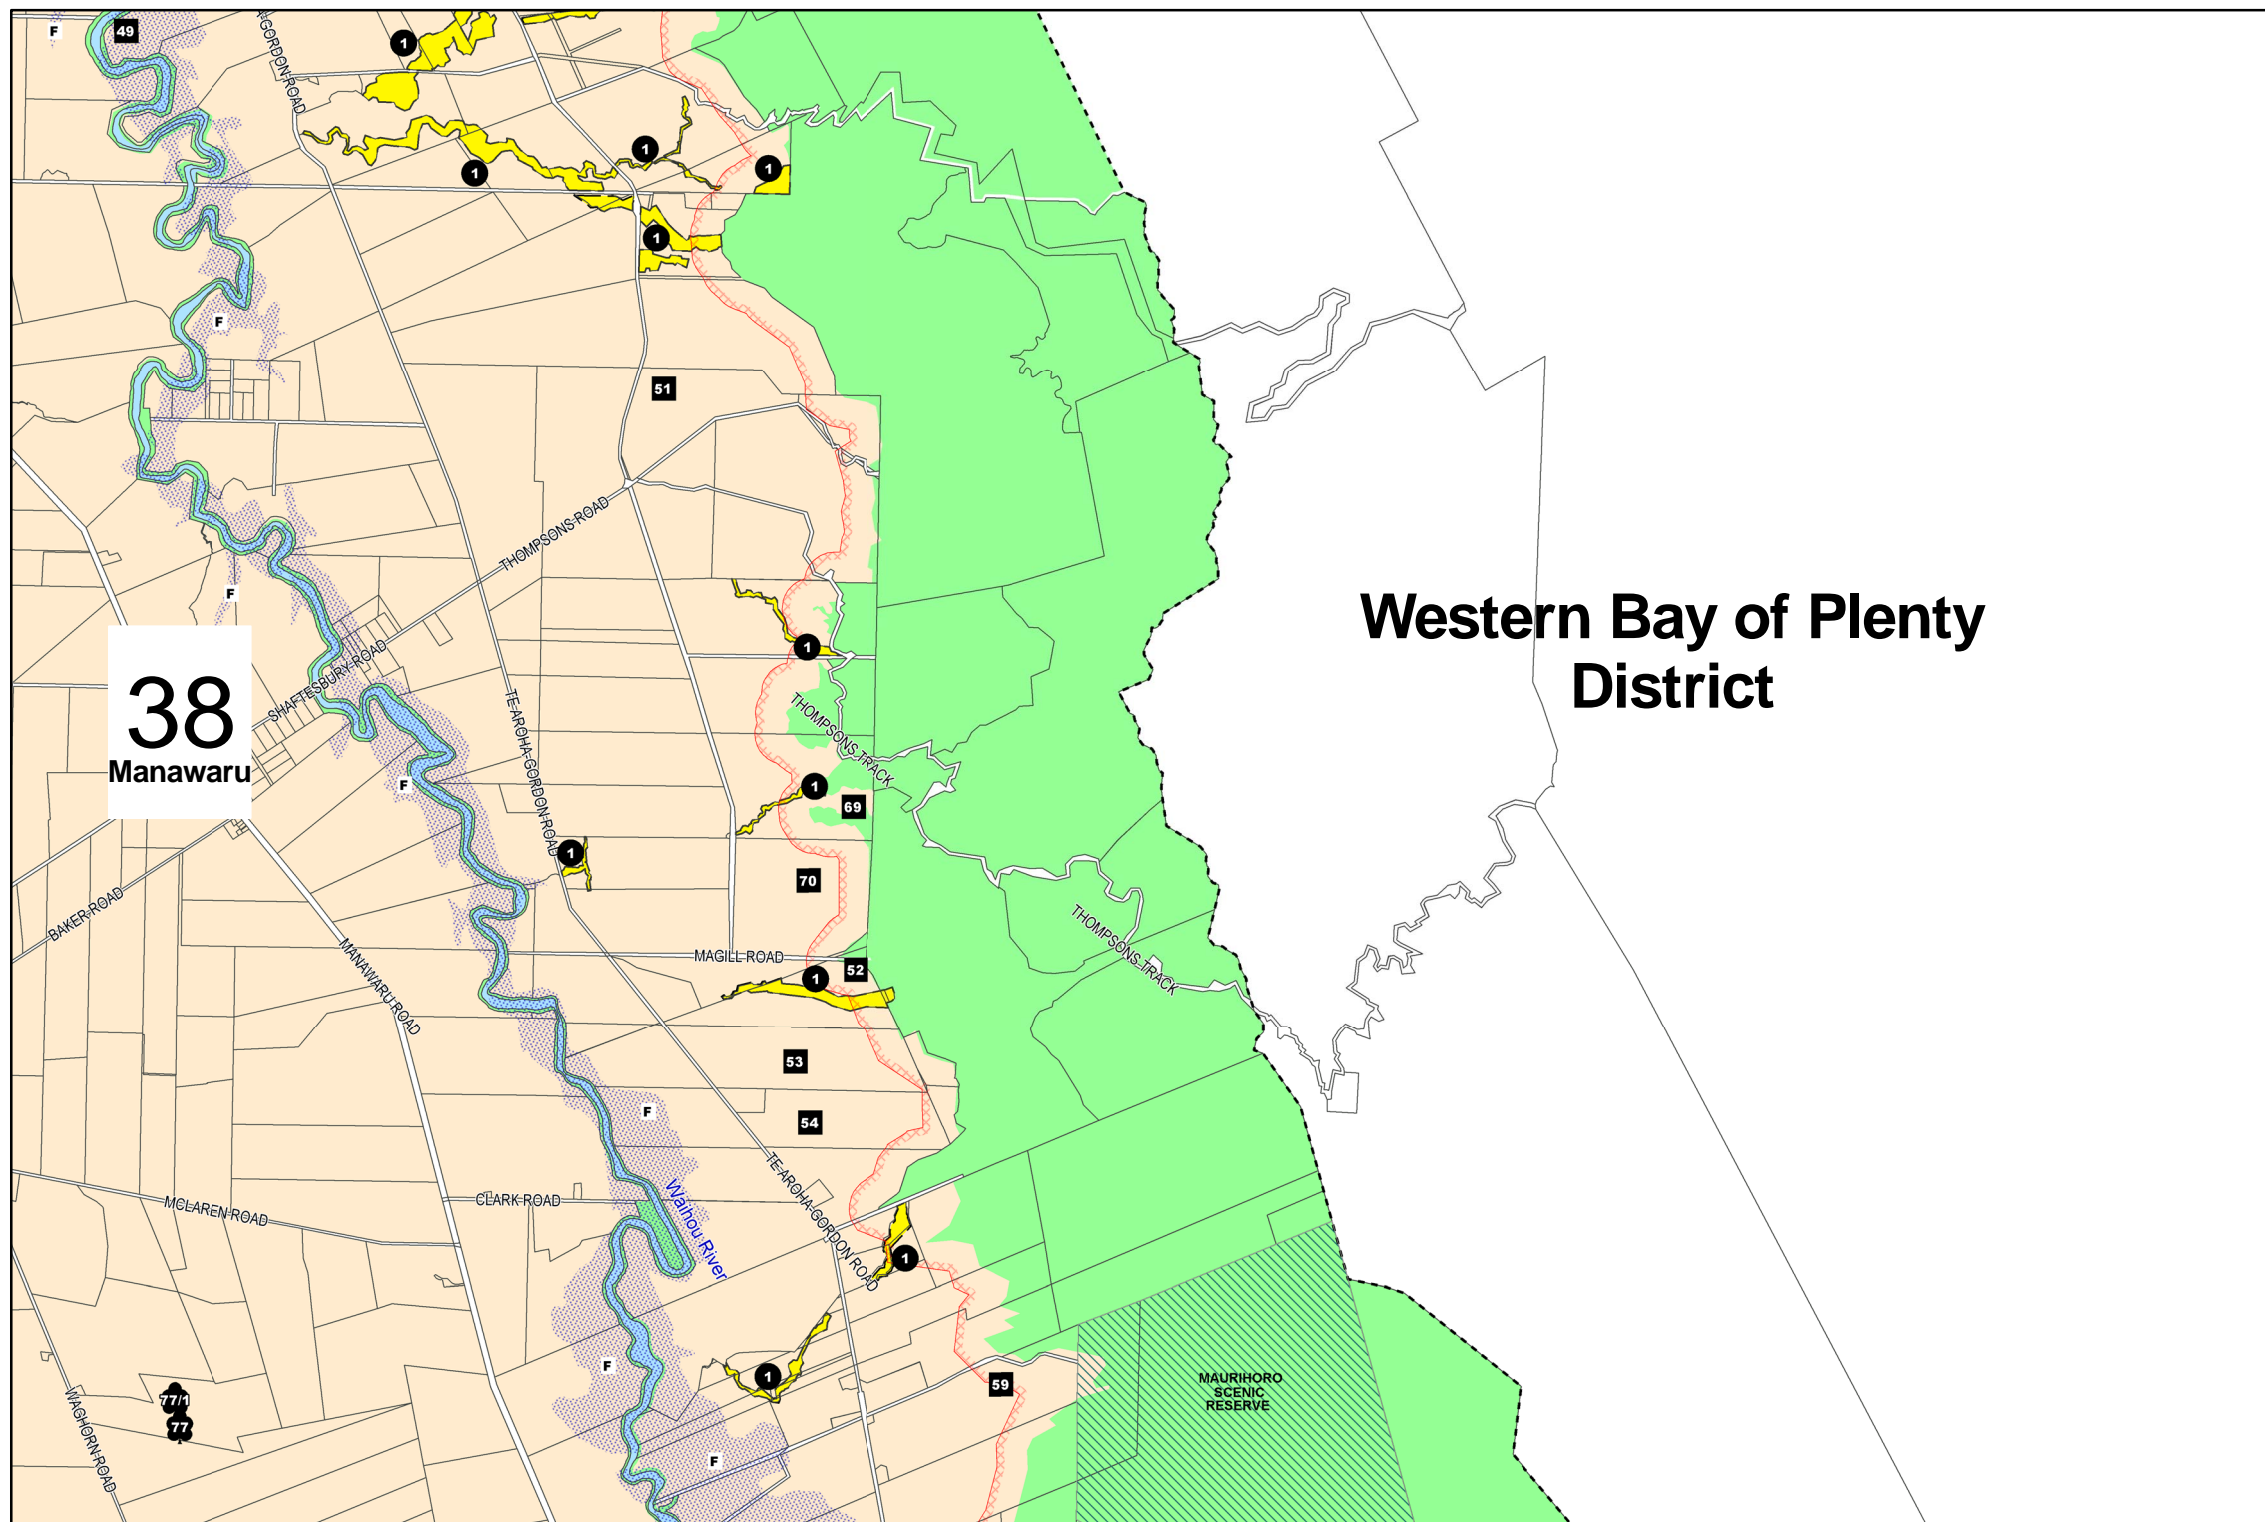 F
49
1
GORDON ROAD
1
1
1
1
F
51
THOMPSONS ROAD
F
Western Bay of Plenty
District
1
38
Manawaru
SHAFTESBURY ROAD
TE AROHA-GORDON ROAD
THOMPSONS TRACK
F
1
69
1
70
BAKER ROAD
MANAWARU ROAD
MAGILL ROAD
52
1
THOMPSONS TRACK
53
F
54
TE AROHA-GORDON ROAD
MCLAREN ROAD
CLARK ROAD
Waihou River
1
F
1
59
MAURIHORO
SCENIC
RESERVE
77/1
77
WAGHORN ROAD
F